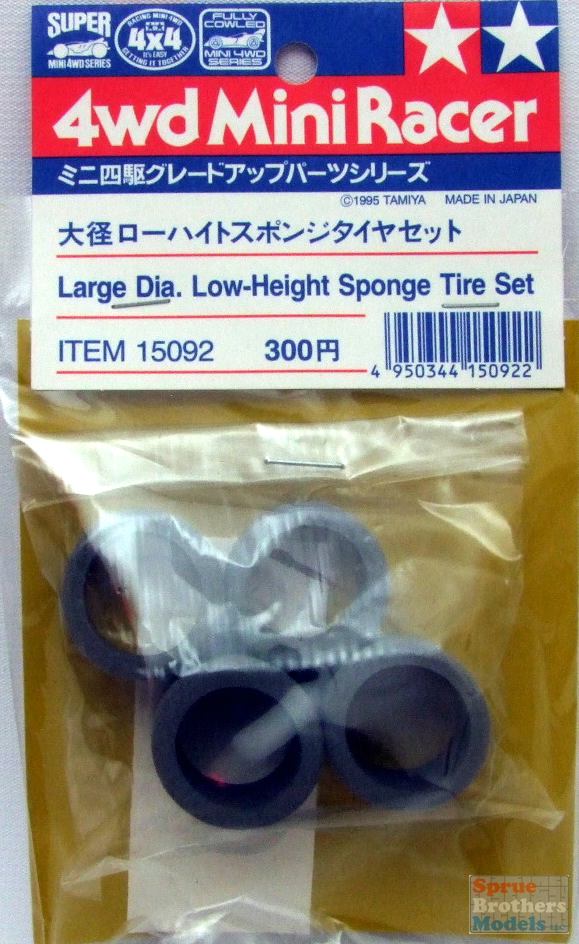 SUPER
MINI 4WD SERIES
RACING MINI 4WD
4x4
It's EASY
GETTING IT TOGETHER
FULLY
COWLED
MINI 4WD
SERIES
4wd Mini Racer
ミニ四駆グレードアップパーツシリーズ
©1995 TAMIYA MADE IN JAPAN
大径ローハイトスポンジタイヤセット
Large Dia. Low-Height Sponge Tire Set
ITEM 15092 300円
4 950344 150922
Sprue
Brothers
Models LLC